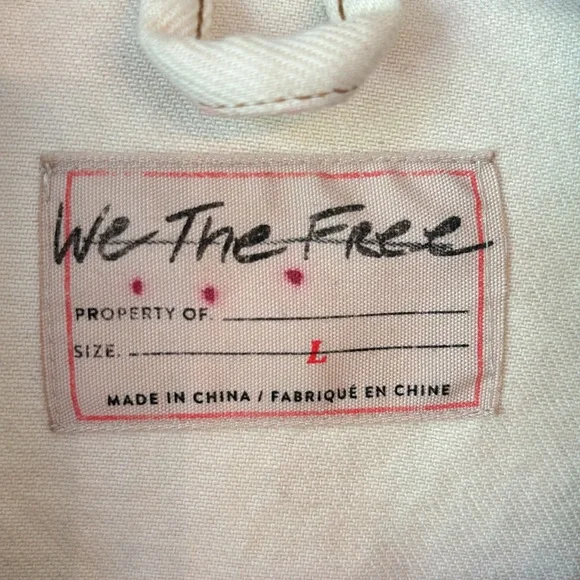 We The Free
PROPERTY OF.
SIZE. L
MADE IN CHINA / FABRIQUÉ EN CHINE